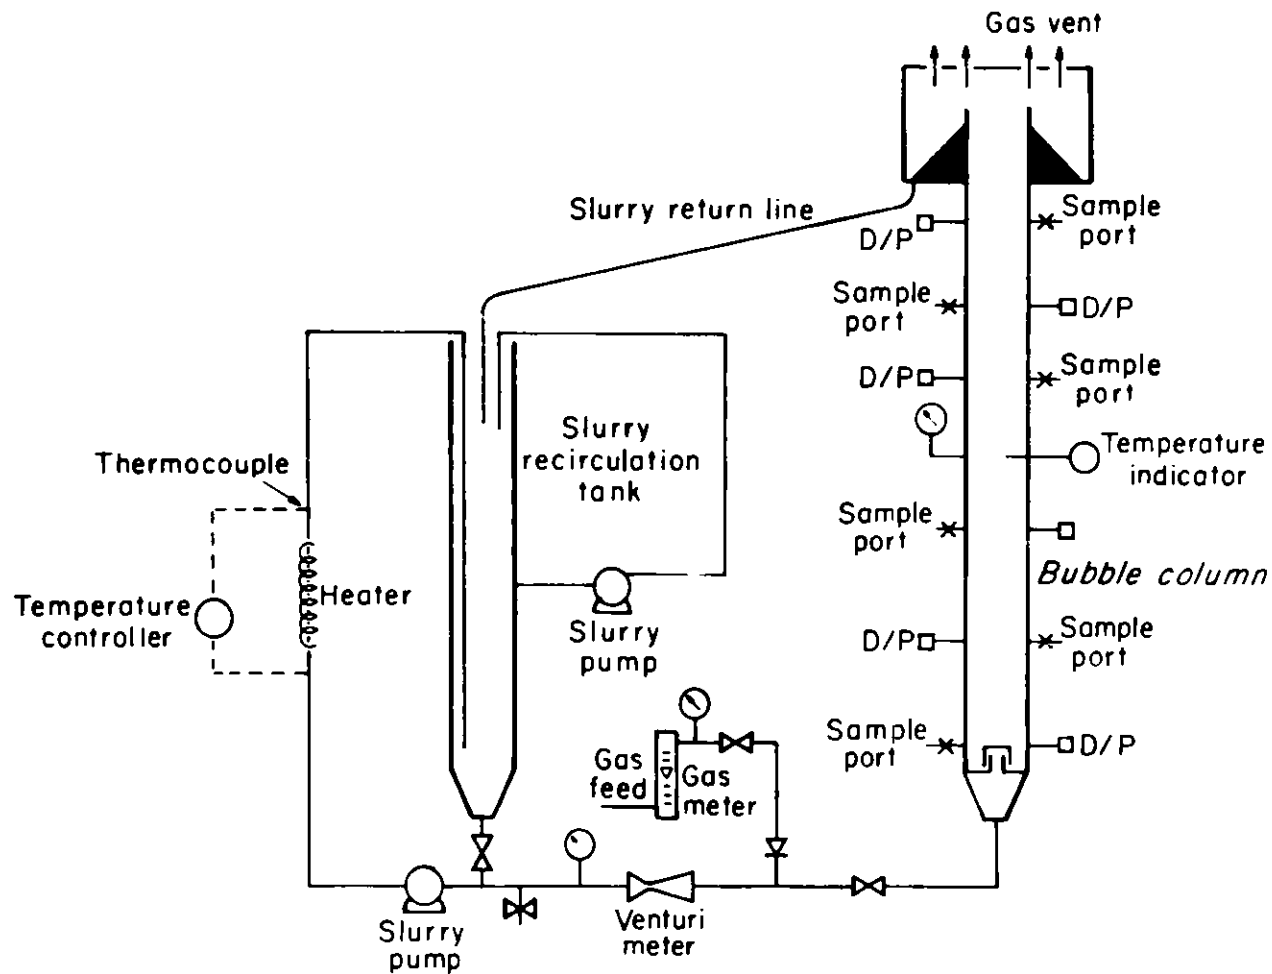 Gas vent
Slurry return line
D/P
Sample
port
Sample
port
D/P
D/P
Sample
port
Slurry
recirculation
tank
Thermocouple
Temperature
indicator
Sample
port
Bubble column
Temperature
controller
Heater
Slurry
pump
D/P
Sample
port
Sample
port
D/P
Gas
feed
Gas
meter
Slurry
pump
Venturi
meter